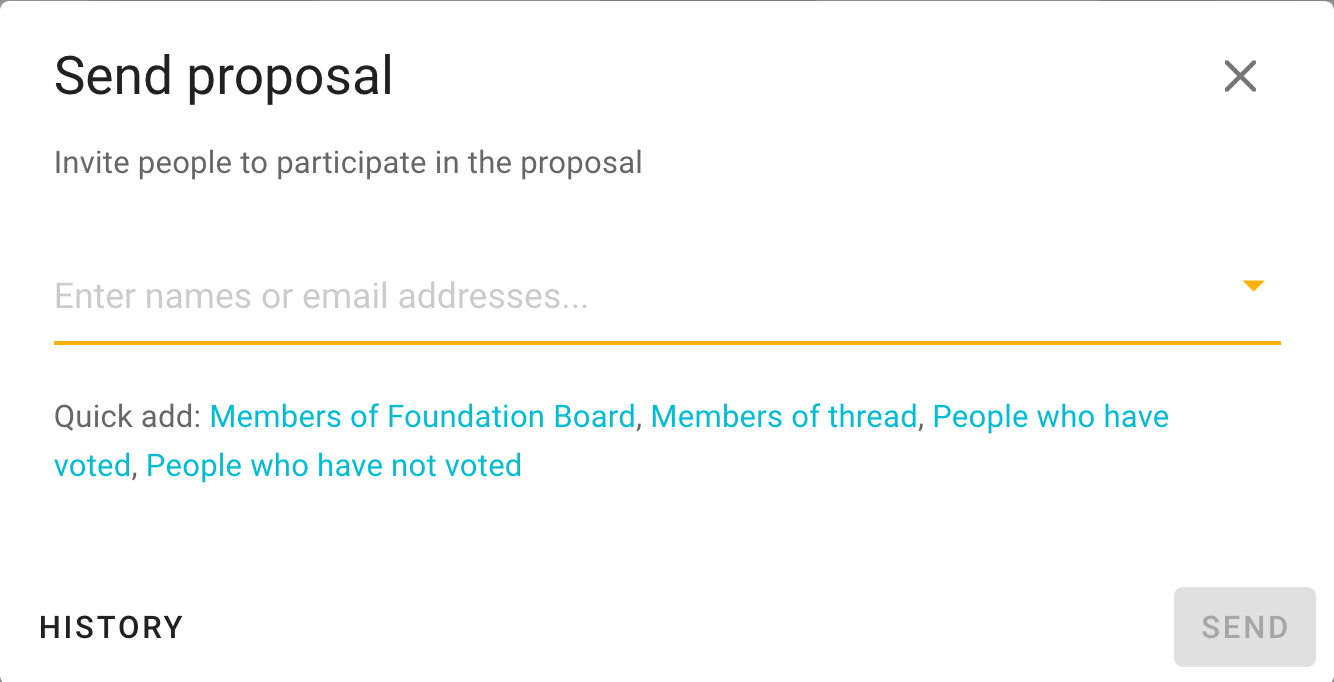 Send proposal
Invite people to participate in the proposal
Enter names or email addresses...
Quick add: Members of Foundation Board, Members of thread, People who have
voted, People who have not voted
HISTORY
SEND